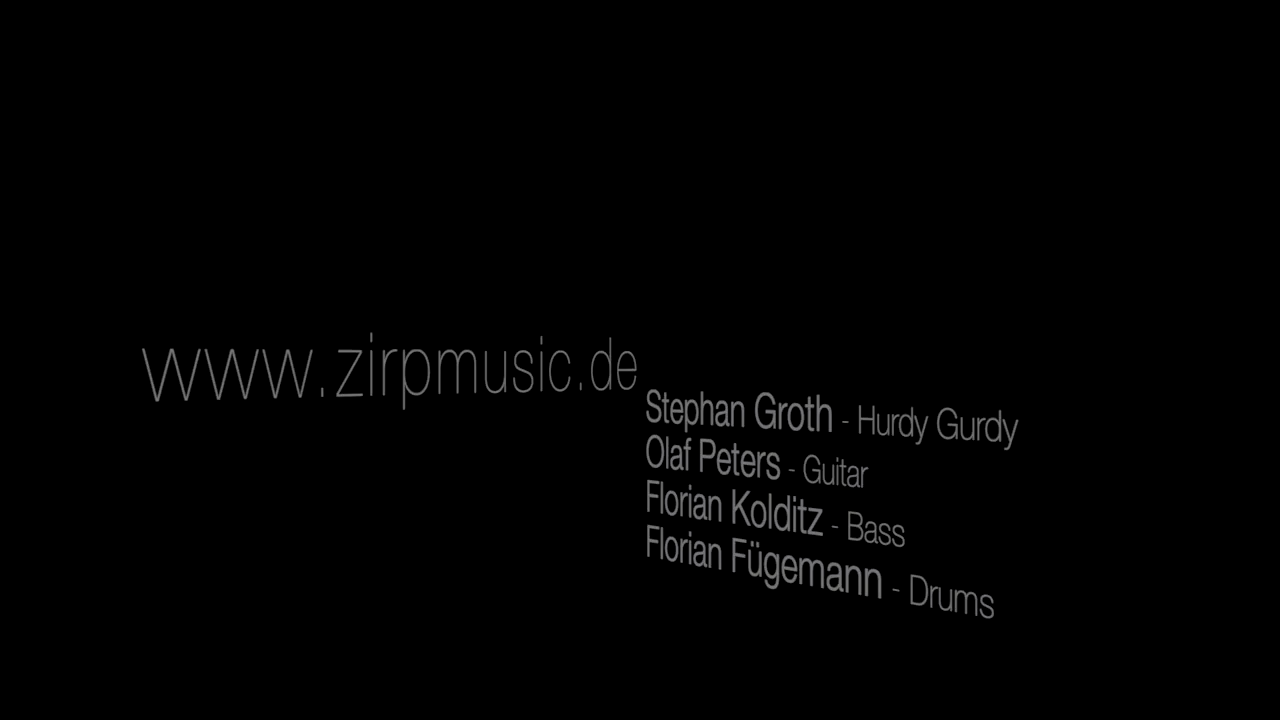 www.zirpmusic.de
Stephan Groth - Hurdy Gurdy
Olaf Peters - Guitar
Florian Kolditz - Bass
Florian Fügemann - Drums